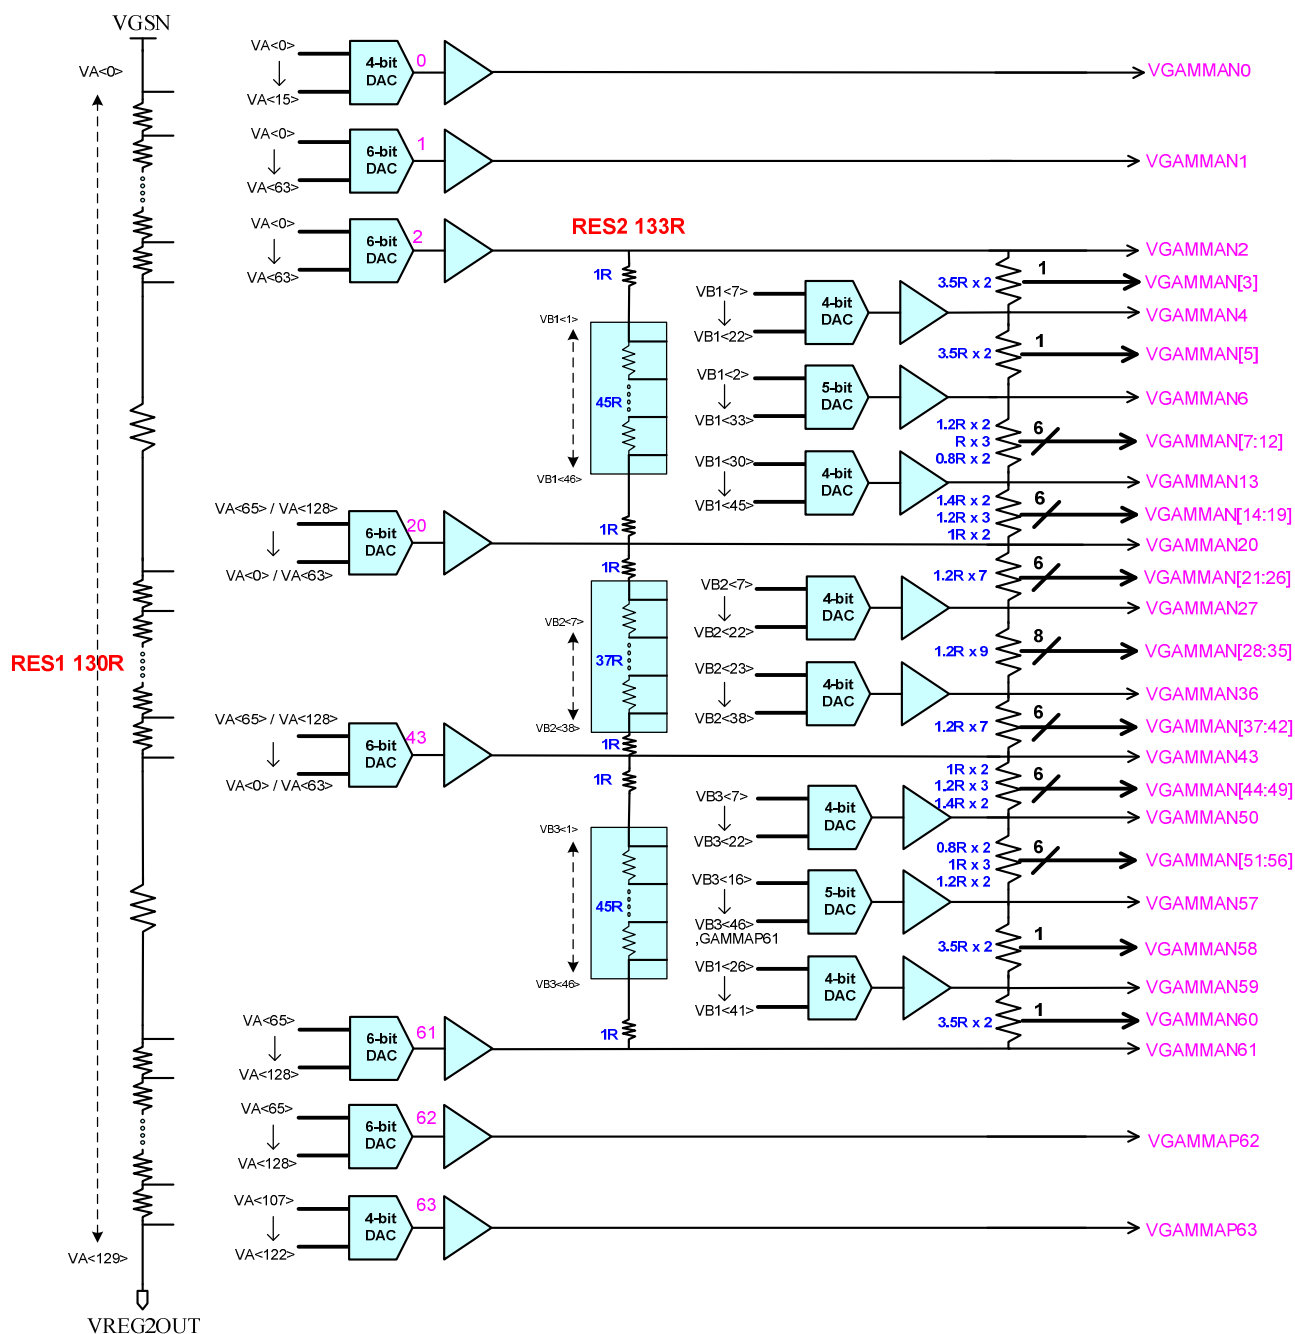 VGSN
VA<0>
RES1 130R
VA<129>
VREG2OUT
VA<0>
VA<15>
4-bit
DAC
0
VGAMMAN0
VA<0>
VA<63>
6-bit
DAC
1
VGAMMAN1
VA<0>
VA<63>
6-bit
DAC
2
VGAMMAN2
RES2 133R
1R
VB1<1>
45R
VB1<46>
1R
VB1<7>
VB1<22>
4-bit
DAC
3.5R x 2
1
VGAMMAN[3]
VGAMMAN4
3.5R x 2
1
VGAMMAN[5]
VB1<2>
VB1<33>
5-bit
DAC
VGAMMAN6
1.2R x 2
R x 3
0.8R x 2
6
VGAMMAN[7:12]
VB1<30>
VB1<45>
4-bit
DAC
VGAMMAN13
1.4R x 2
1.2R x 3
1R x 2
6
VGAMMAN[14:19]
VA<65> / VA<128>
VA<0> / VA<63>
6-bit
DAC
20
VGAMMAN20
1R
VB2<7>
37R
VB2<38>
1R
1.2R x 7
6
VGAMMAN[21:26]
VB2<7>
VB2<22>
4-bit
DAC
VGAMMAN27
1.2R x 9
8
VGAMMAN[28:35]
VB2<23>
VB2<38>
4-bit
DAC
VGAMMAN36
1.2R x 7
6
VGAMMAN[37:42]
VA<65> / VA<128>
VA<0> / VA<63>
6-bit
DAC
43
VGAMMAN43
1R
VB3<1>
45R
VB3<46>
1R
1R x 2
1.2R x 3
1.4R x 2
6
VGAMMAN[44:49]
VB3<7>
VB3<22>
4-bit
DAC
VGAMMAN50
0.8R x 2
1R x 3
1.2R x 2
6
VGAMMAN[51:56]
VB3<16>
VB3<46>
,GAMMAP61
5-bit
DAC
VGAMMAN57
3.5R x 2
1
VGAMMAN58
VB1<26>
VB1<41>
4-bit
DAC
VGAMMAN59
3.5R x 2
1
VGAMMAN60
VA<65>
VA<128>
6-bit
DAC
61
VGAMMAN61
VA<65>
VA<128>
6-bit
DAC
62
VGAMMAP62
VA<107>
VA<122>
4-bit
DAC
63
VGAMMAP63